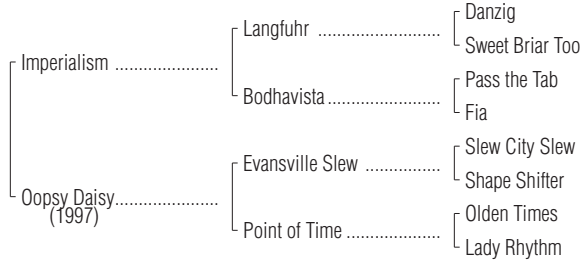 Danzig
Langfuhr ....................
Sweet Briar Too
Imperialism .....................
Pass the Tab
Bodhavista.......................
Fia
Slew City Slew
Evansville Slew ...............
Shape Shifter
Oopsy Daisy.....................
(1997)
Olden Times
Point of Time ...................
Lady Rhythm